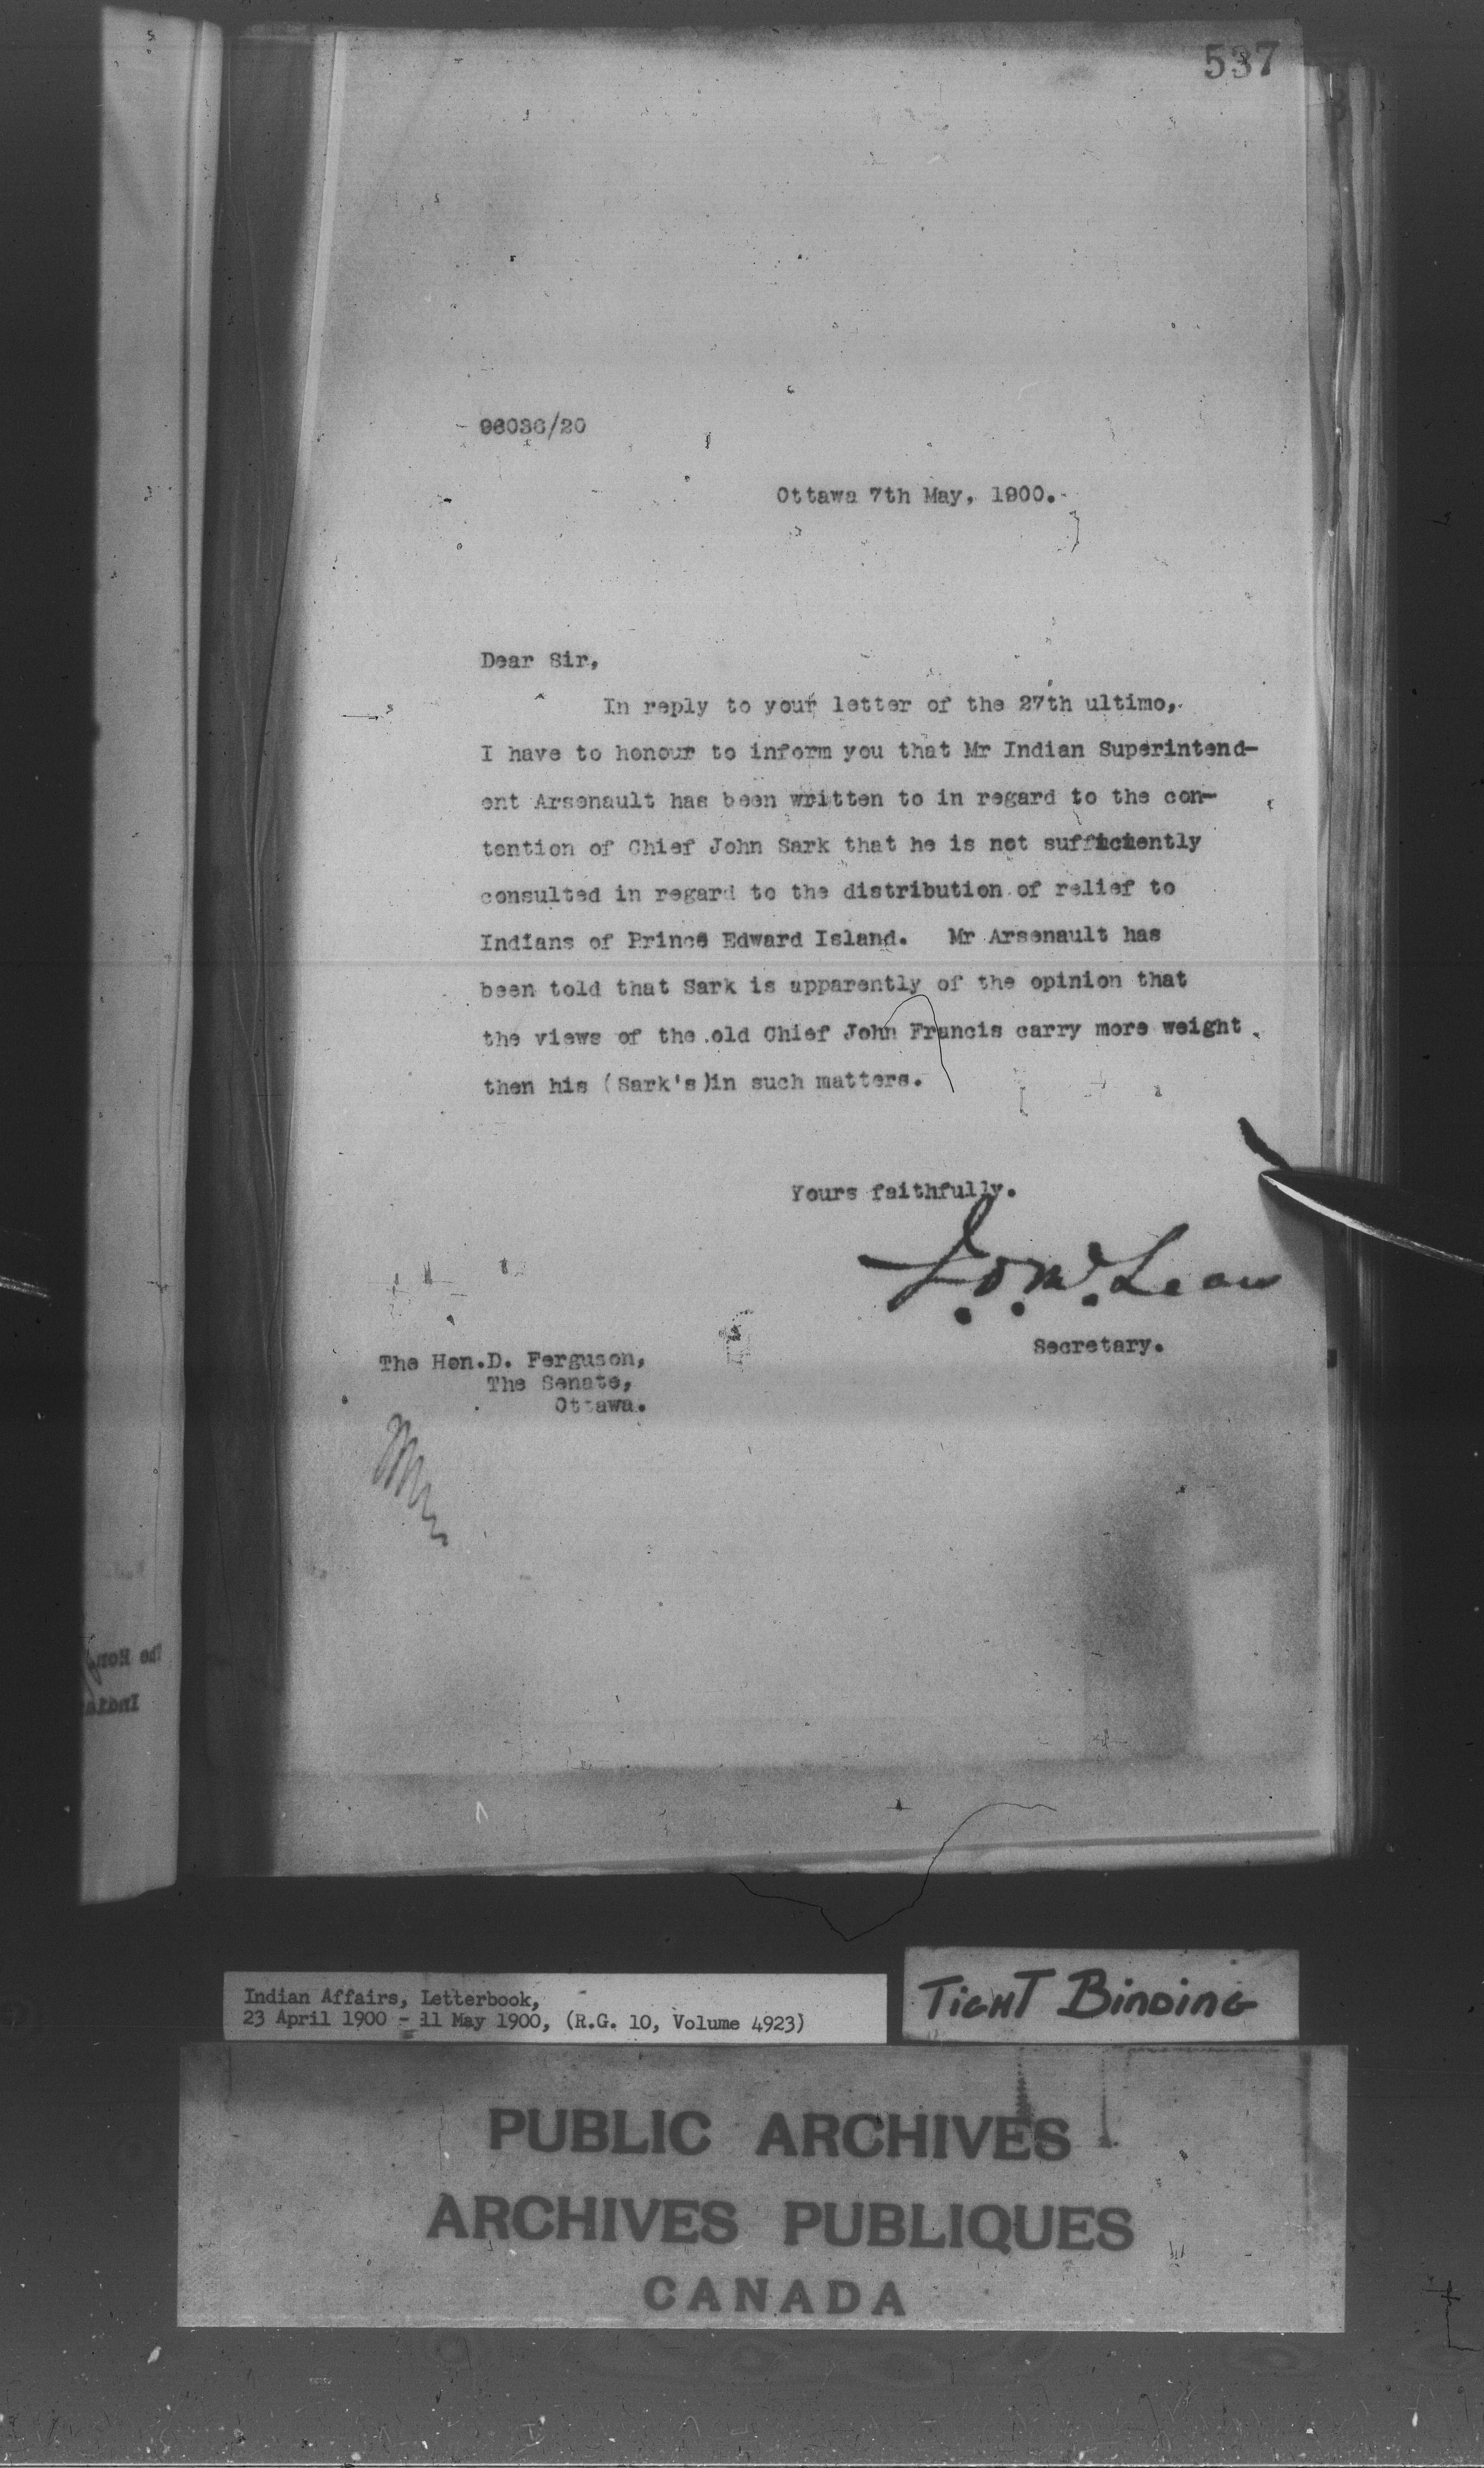 537
96036/20
Ottawa 7th May, 1900.
Dear Sir,
In reply to your letter of the 27th ultimo,
I have to honour to inform you that Mr Indian Superintend-
ent Arsenault has been written to in regard to the con-
tention of Chief John Sark that he is not sufficiently
consulted in regard to the distribution of relief to
Indians of Prince Edward Island. Mr Arsenault has
been told that Sark is apparently of the opinion that
the views of the old Chief John Francis carry more weight
then his (Sark's)in such matters.
Yours faithfully.
J.D.McLean
Secretary.
The Hon.D. Ferguson,
The Senate,
Ottawa.
The Hon.
India
Indian Affairs, Letterbook,
23 April 1900 - 11 May 1900, (R.G. 10, Volume 4923)
TIGHT BINDING
PUBLIC ARCHIVES
ARCHIVES PUBLIQUES
CANADA